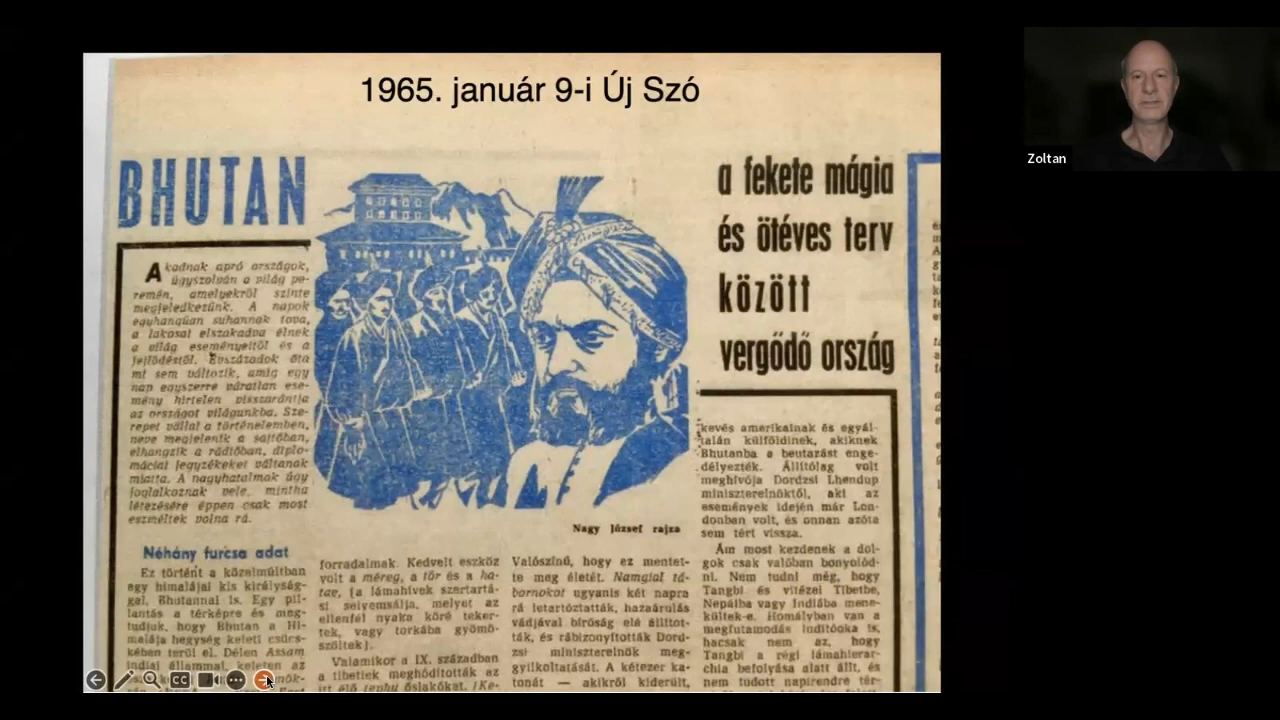 1965. január 9-i Új Szó
BHUTAN
a fekete mágia
és ötéves terv
között
vergődő ország
Akadnak apró országok,
úgyszólván a világ pe-
remén, amelyekről szinte
megfeledkezünk. A napok
egyhangúan suhannak tova,
a lakosai elszakadva élnek
a világ eseményeitől és a
fejlődéstől. Évszázadok óta
mi sem változik, amíg egy
nap egyszerre váratlan ese-
mény hirtelen visszarántja
az országot világunkba. Sze-
repet vállal a történelemben,
neve megjelenik a sajtóban,
elhangzik a rádióban, diplo-
máciai jegyzékeket váltanak
miatta. A nagyhatalmak úgy
foglalkoznak vele, mintha
létezésére éppen csak most
eszméltek volna rá.
Néhány furcsa adat
Ez történt a közelmúltban
egy himalájai kis királyság-
gal, Bhutannal is. Egy pil-
lantás a térképre és meg-
tudjuk, hogy Bhutan a Hi-
malája hegység keleti csücs-
kében terül el. Délen Assam
indiai állammal, keleten az
Nagy József rajza
forradalmak. Kedvelt eszköz
volt a méreg, a tőr és a ha-
tae, (a lámahívek szertartá-
si selyemsálja, melyet az
ellenfél nyaka köré teker-
tek, vagy torkába gyömö-
szöltek).
Valamikor a IX. században
a tibetiek meghódították az
itt élő tephu őslakókat. (Ke-
Valószínű, hogy ez mentet-
te meg életét. Namgial tá-
bornokot ugyanis két napra
rá letartóztatták, hazaárulás
vádjával bíróság elé állítot-
ták, és rábizonyították Dord-
zsi miniszterelnök meg-
gyilkoltatását. A kétezer ka-
tonát — akikről kiderült,
kevés amerikainak és egyál-
talán külföldinek, akiknek
Bhutanba a beutazást enge-
délyezték. Állítólag volt
meghívója Dordzsi Lhendup
miniszterelnöktől, aki az
események idején már Lon-
donban volt, és onnan azóta
sem tért vissza.
Ám most kezdenek a dol-
gok csak valóban bonyolód-
ni. Nem tudni még, hogy
Tangbi és vitézei Tibetbe,
Nepálba vagy Indiába mene-
kültek-e. Homályban van a
megfutamodás indítóoka is,
hacsak nem az, hogy
Tangbi a régi lámahierar-
chia befolyása alatt állt, és
nem tudott napirendre tér-
Zoltan